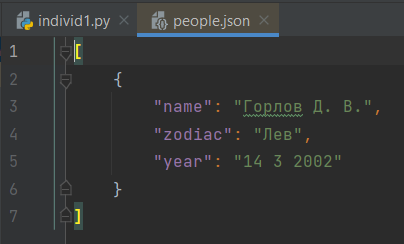 individ1.py people.json
1 [
2 {
3 "name": "Горлов Д. В.",
4 "zodiac": "Лев",
5 "year": "14 3 2002"
6 }
7 ]